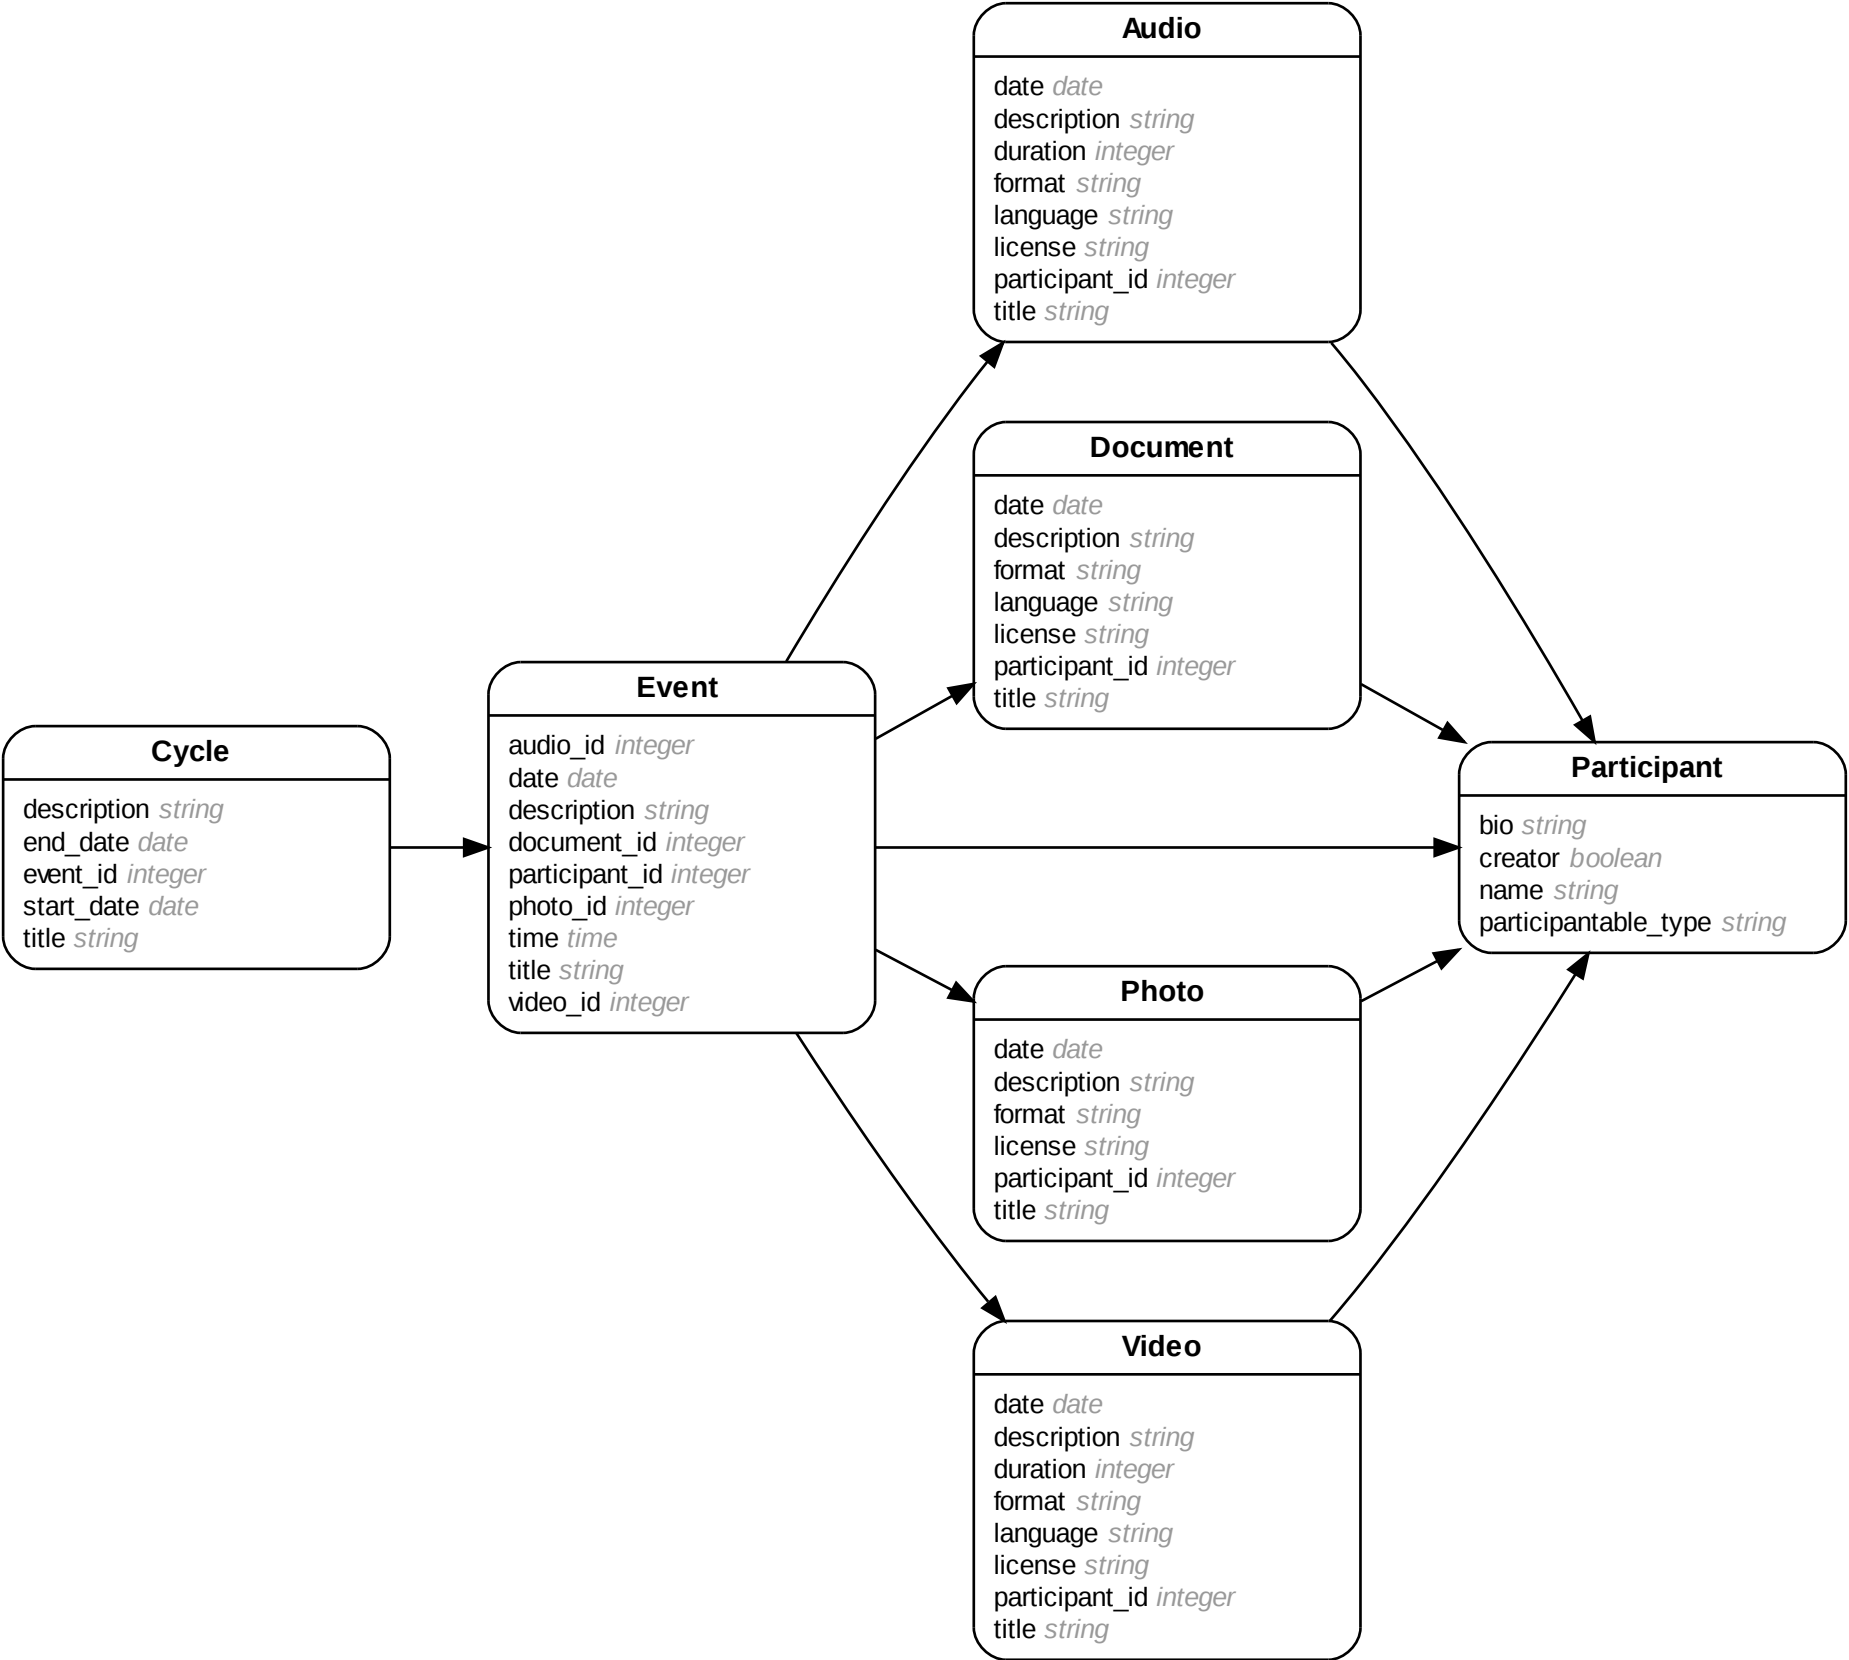 Audio
date date
description string
duration integer
format string
language string
license string
participant_id integer
title string
Document
date date
description string
format string
language string
license string
participant_id integer
title string
Event
audio_id integer
date date
description string
document_id integer
participant_id integer
photo_id integer
time time
title string
video_id integer
Cycle
description string
end_date date
event_id integer
start_date date
title string
Participant
bio string
creator boolean
name string
participantable_type string
Photo
date date
description string
format string
license string
participant_id integer
title string
Video
date date
description string
duration integer
format string
language string
license string
participant_id integer
title string